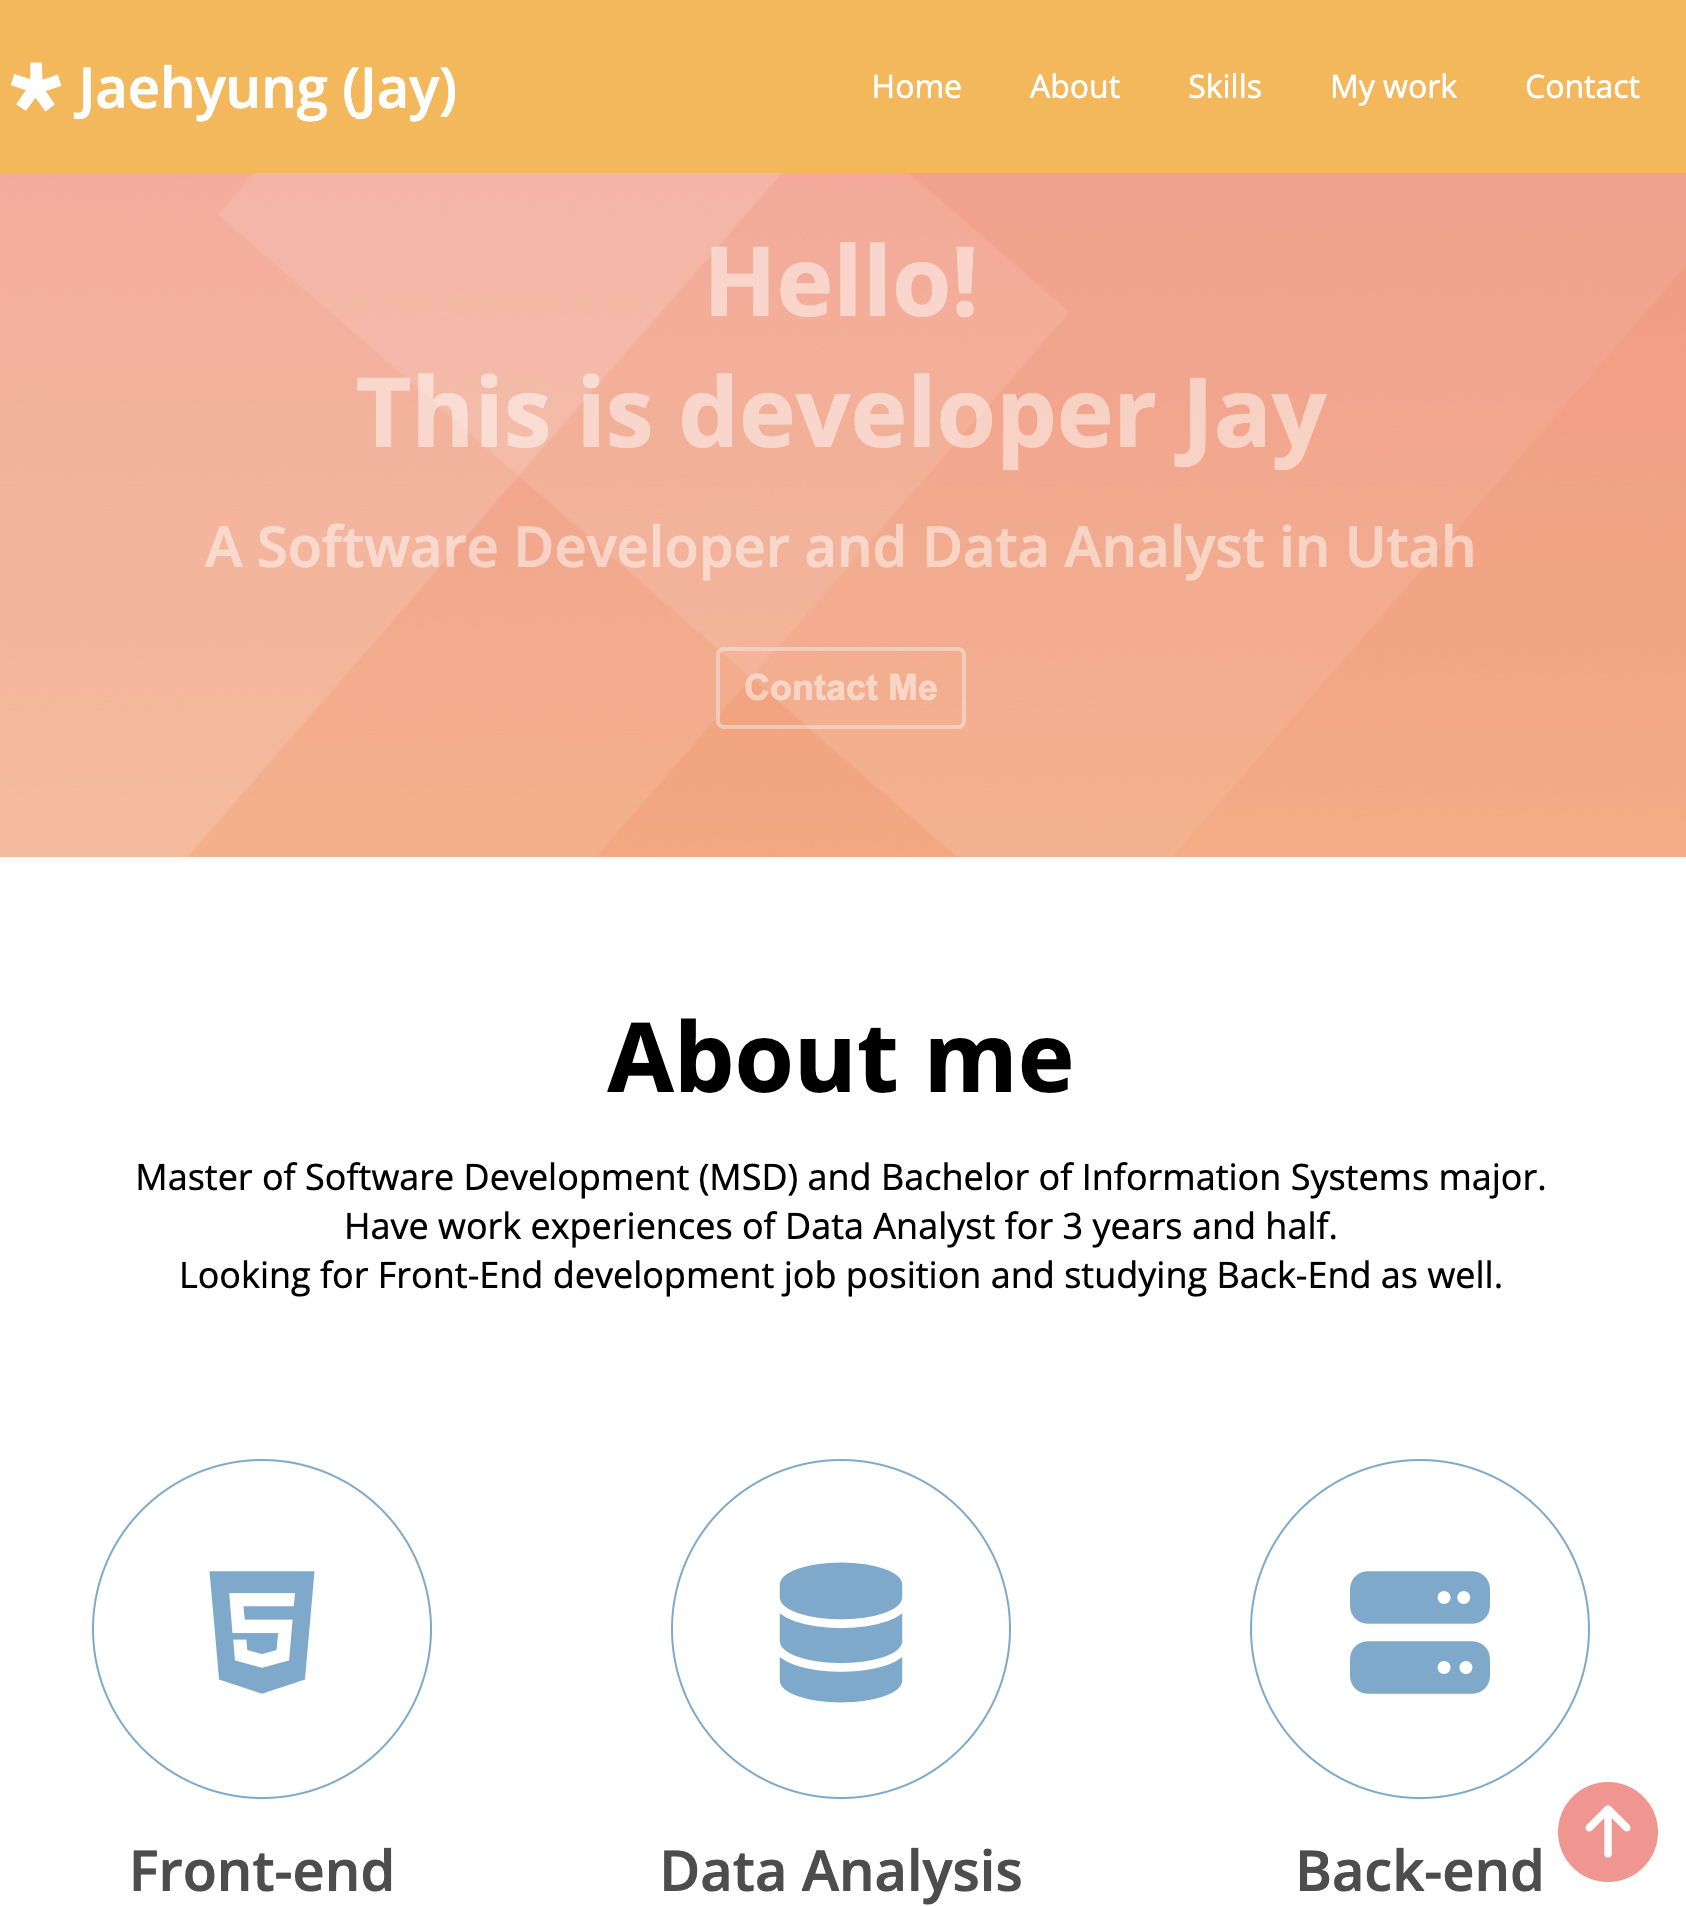 Jaehyung (Jay)
Home About Skills My work Contact
Hello!
This is developer Jay
A Software Developer and Data Analyst in Utah
Contact Me
About me
Master of Software Development (MSD) and Bachelor of Information Systems major.
Have work experiences of Data Analyst for 3 years and half.
Looking for Front-End development job position and studying Back-End as well.
Front-end
Data Analysis
Back-end